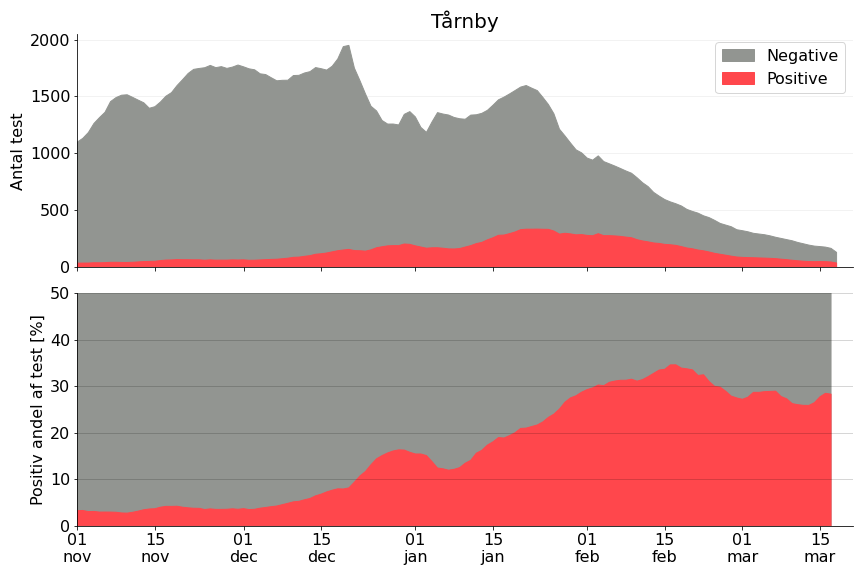 Tårnby
Antal test
2000
1500
1000
500
0
Negative
Positive
Positiv andel af test [%]
50
40
30
20
10
0
01 15 01 15 01 15 01 15 01 15
nov nov dec dec jan jan feb feb mar mar